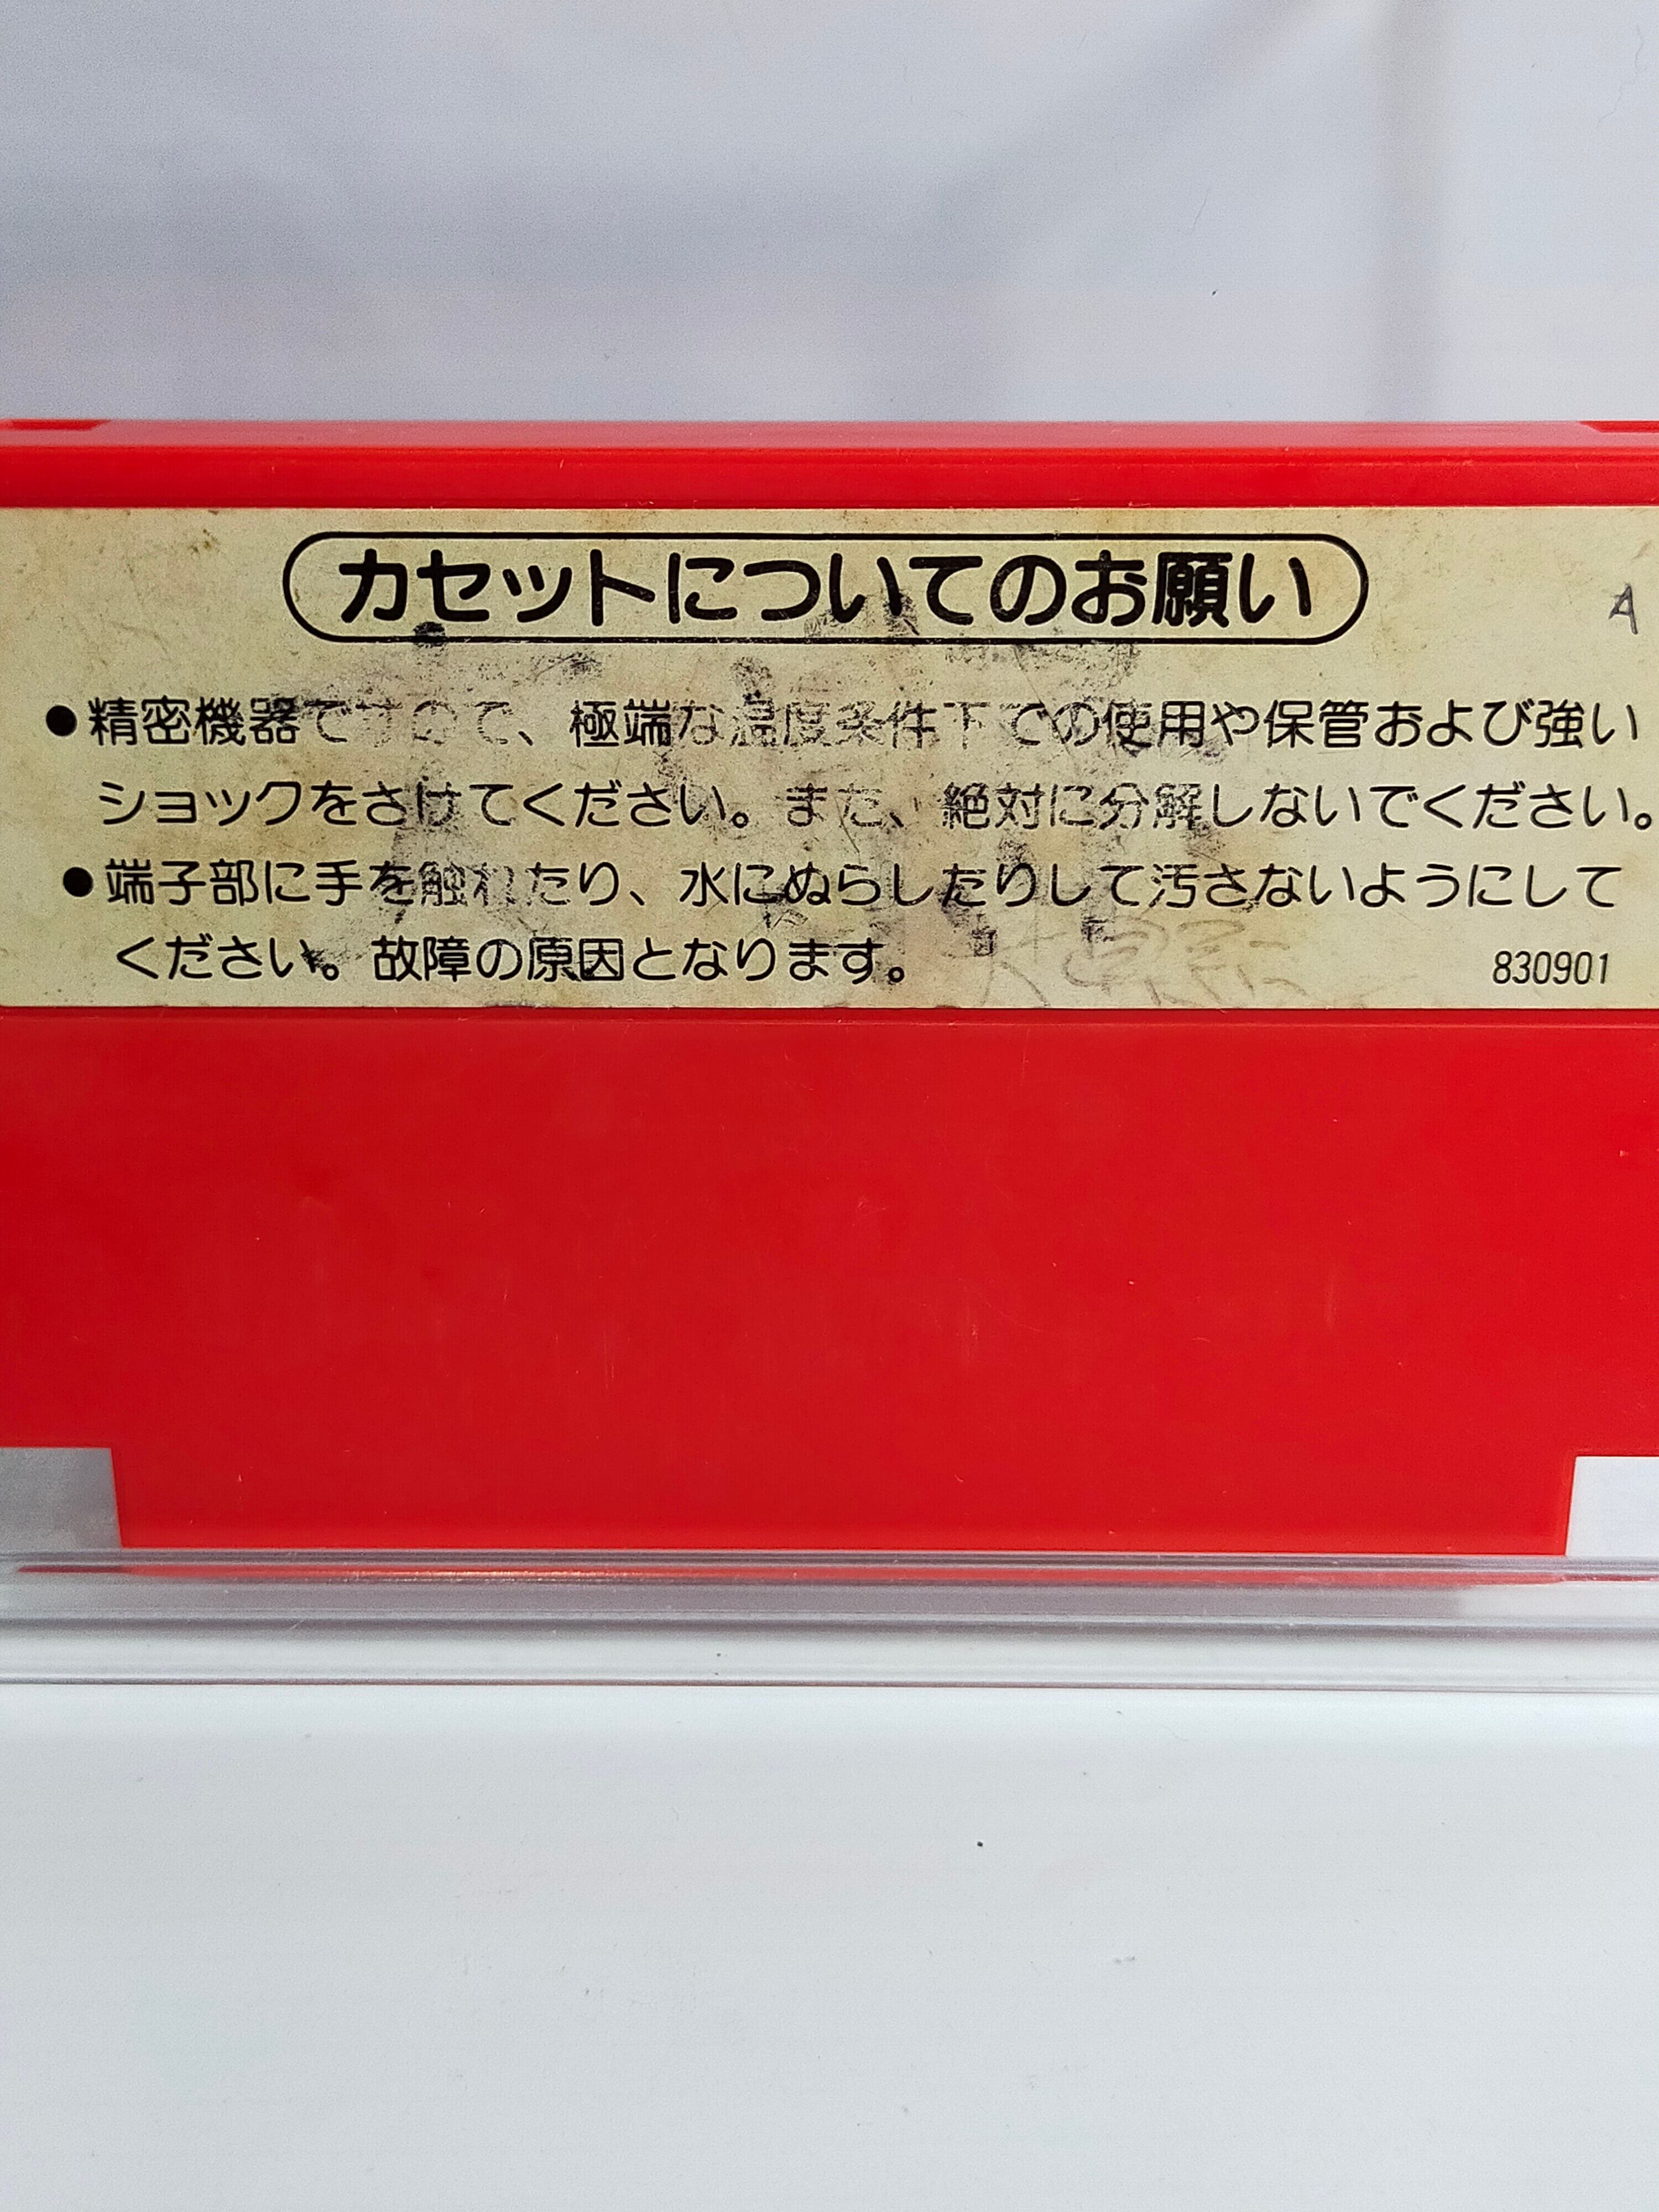 カセットについてのお願い
A
●精密機器ですので、極端な温度条件下での使用や保管および強い
ショックをさけてください。また、絶対に分解しないでください。
●端子部に手を触れたり、水にぬらしたりして汚さないようにして
ください。故障の原因となります。
830901